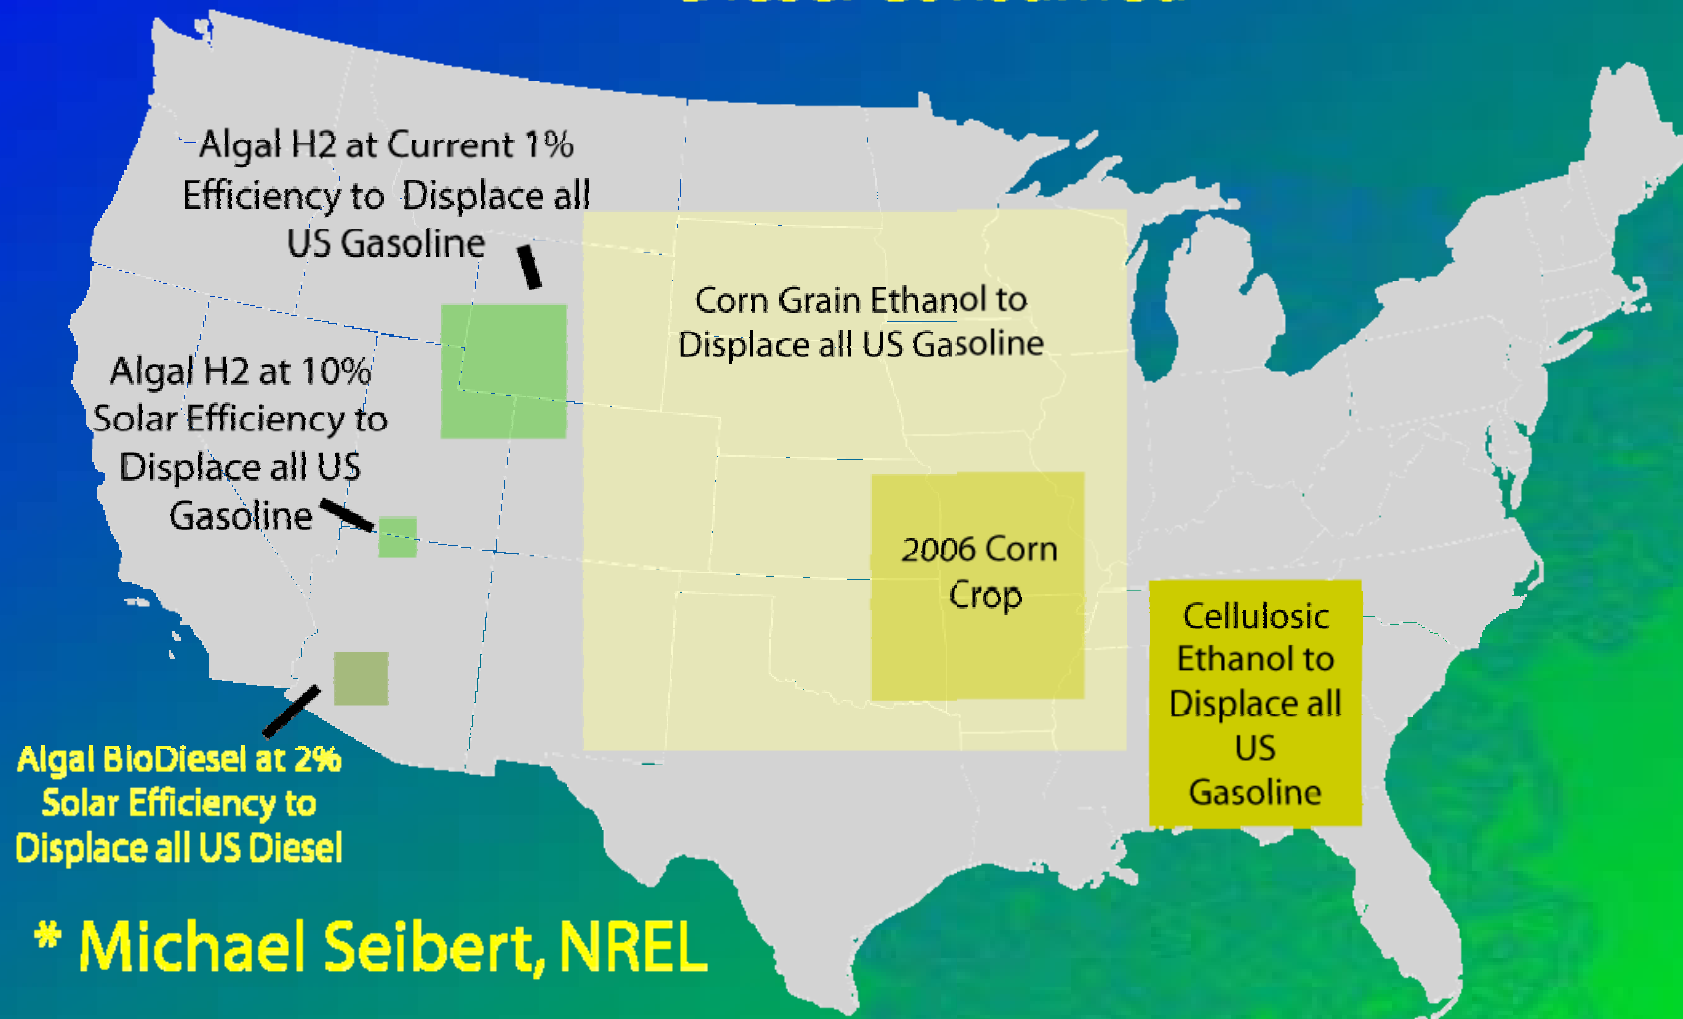 Diesel Consumed
Algal H2 at Current 1%
Efficiency to Displace all
US Gasoline
Corn Grain Ethanol to
Displace all US Gasoline
Algal H2 at 10%
Solar Efficiency to
Displace all US
Gasoline
2006 Corn
Crop
Cellulosic
Ethanol to
Displace all
US
Gasoline
Algal BioDiesel at 2%
Solar Efficiency to
Displace all US Diesel
* Michael Seibert, NREL